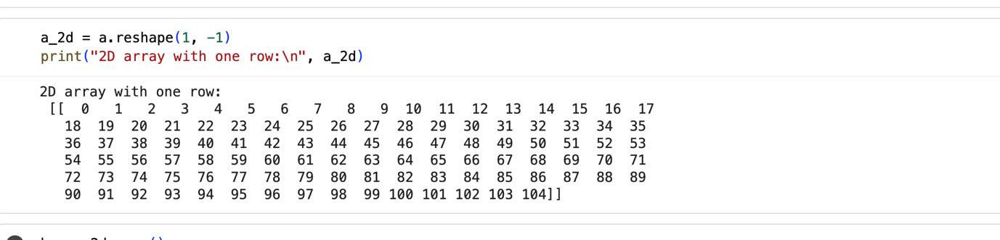 a_2d = a.reshape(1, -1)
print("2D array with one row:\n", a_2d)
2D array with one row:
[[  0   1   2   3   4   5   6   7   8   9  10  11  12  13  14  15  16  17
18  19  20  21  22  23  24  25  26  27  28  29  30  31  32  33  34  35
36  37  38  39  40  41  42  43  44  45  46  47  48  49  50  51  52  53
54  55  56  57  58  59  60  61  62  63  64  65  66  67  68  69  70  71
72  73  74  75  76  77  78  79  80  81  82  83  84  85  86  87  88  89
90  91  92  93  94  95  96  97  98  99 100 101 102 103 104]]